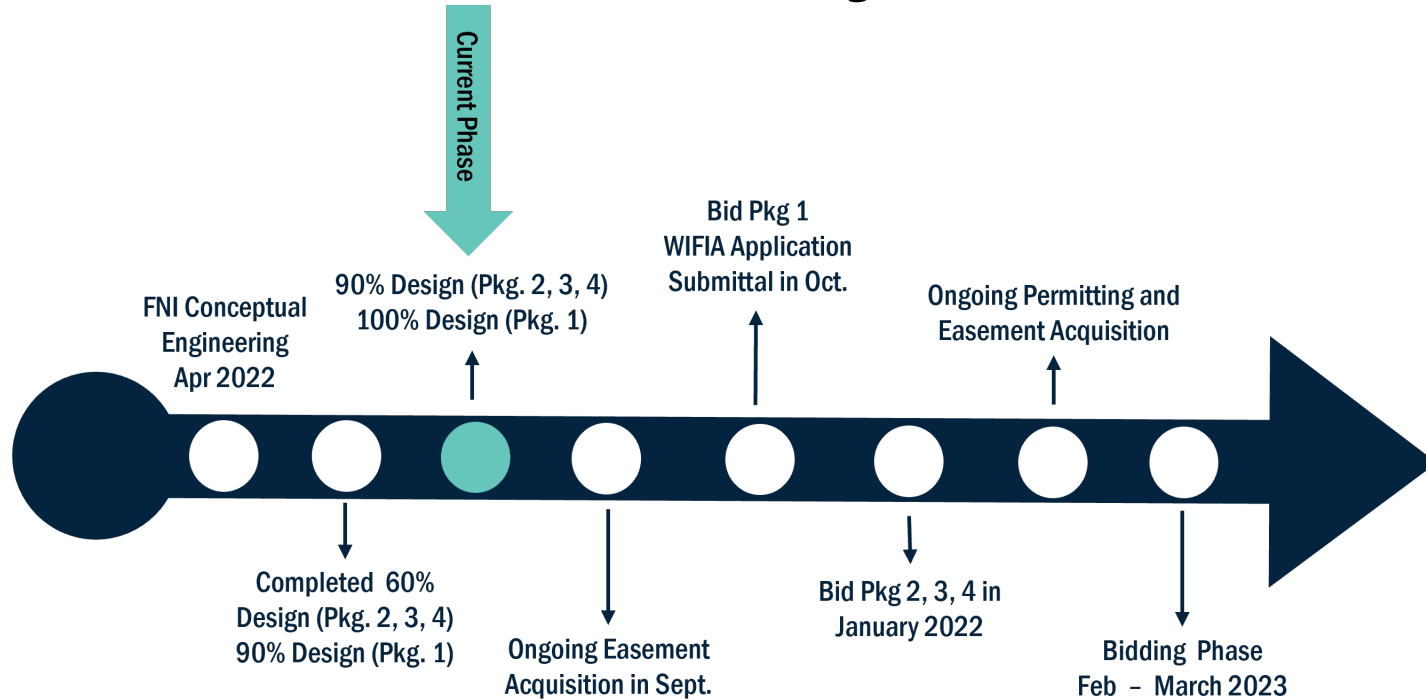 Current Phase
FNI Conceptual
Engineering
Apr 2022
Completed 60%
Design (Pkg. 2, 3, 4)
90% Design (Pkg. 1)
90% Design (Pkg. 2, 3, 4)
100% Design (Pkg. 1)
Ongoing Easement
Acquisition in Sept.
Bid Pkg 1
WIFIA Application
Submittal in Oct.
Bid Pkg 2, 3, 4 in
January 2022
Ongoing Permitting and
Easement Acquisition
Bidding Phase
Feb – March 2023